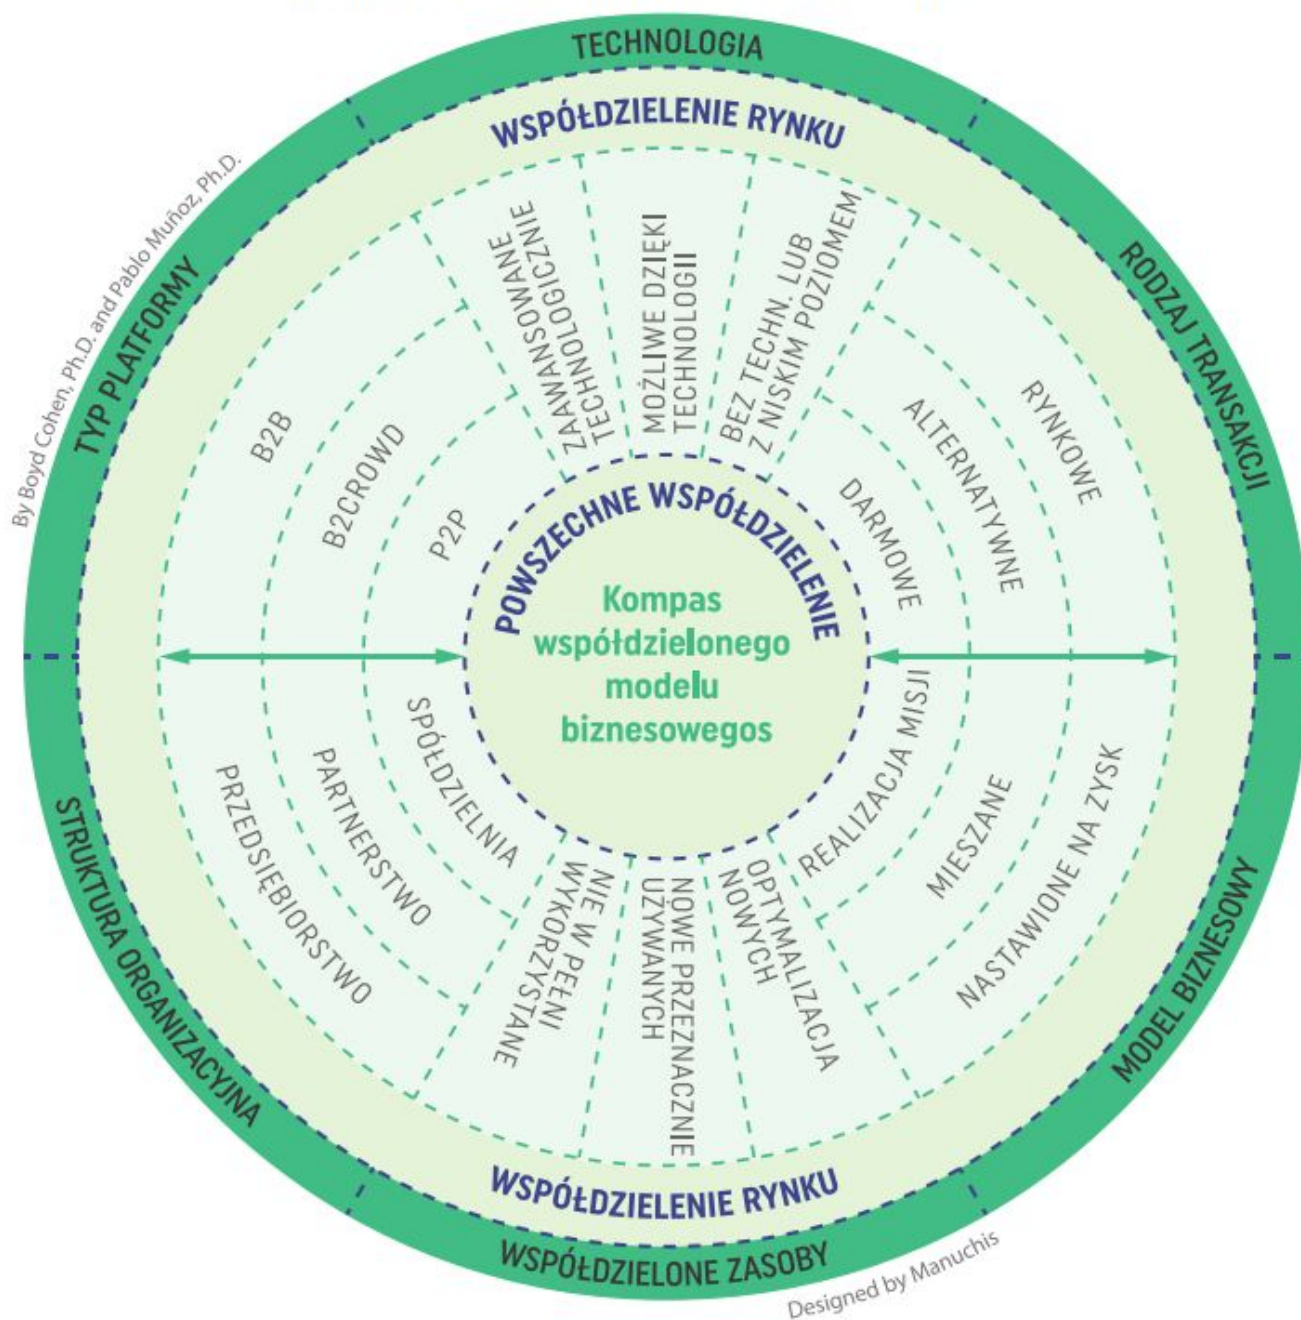 TECHNOLOGIA
WSPÓŁDZIELENIE RYNKU
ZAAWANSOWANE
TECHNOLOGICZNIE
MOŻLIWE DZIĘKI
TECHNOLOGII
BEZ TECHN. LUB
Z NISKIM POZIOMEM
RODZAJ TRANSAKCJI
RYNKOWE
ALTERNATYWNE
DARMOWE
By Boyd Cohen, Ph.D. and Pablo Muñoz, Ph.D.
TYP PLATFORMY
B2B
B2CROWD
P2P
POWSZECHNE WSPÓŁDZIELENIE
Kompas
współdzielonego
modelu
biznesowegos
STRUKTURA ORGANIZACYJNA
PRZEDSIĘBIORSTWO
PARTNERSTWO
SPÓŁDZIELNIA
REALIZACJA MISJI
MIESZANE
NASTAWIONE NA ZYSK
MODEL BIZNESOWY
NIE W PEŁNI
WYKORZYSTANE
NOWE PRZEZNACZNIE
UŻYWANYCH
OPTYMALIZACJA
NOWYCH
WSPÓŁDZIELENIE RYNKU
WSPÓŁDZIELONE ZASOBY
Designed by Manuchis